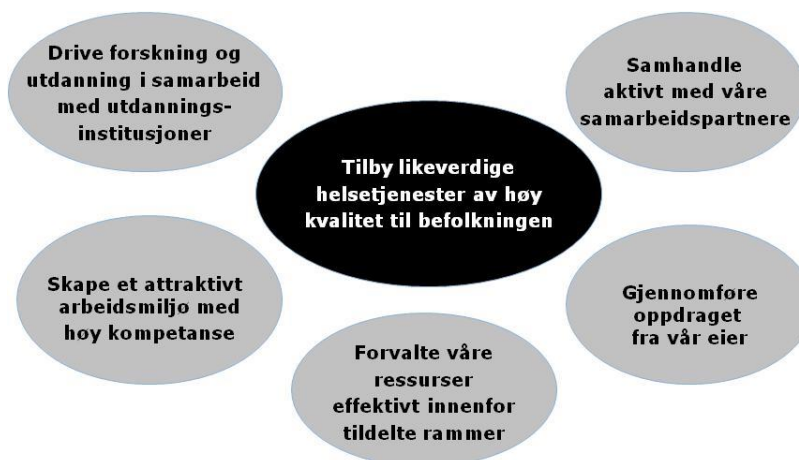 Drive forskning og
utdanning i samarbeid
med utdannings-
institusjoner
Samhandle
aktivt med våre
samarbeidspartnere
Tilby likeverdige
helsetjenester av høy
kvalitet til befolkningen
Skape et attraktivt
arbeidsmiljø med
høy kompetanse
Gjennomføre
oppdraget
fra vår eier
Forvalte våre
ressurser
effektivt innenfor
tildelte rammer